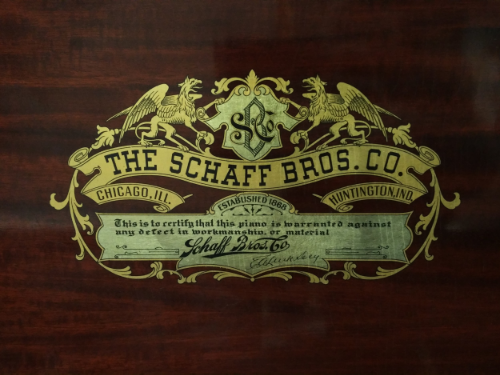 SBCo
THE SCHAFF BROS. CO.
CHICAGO, ILL.
HUNTINGTON, IND.
ESTABLISHED 1868
This is to certify that this piano is warranted against
any defect in workmanship or material
Schaff Bros. Co.